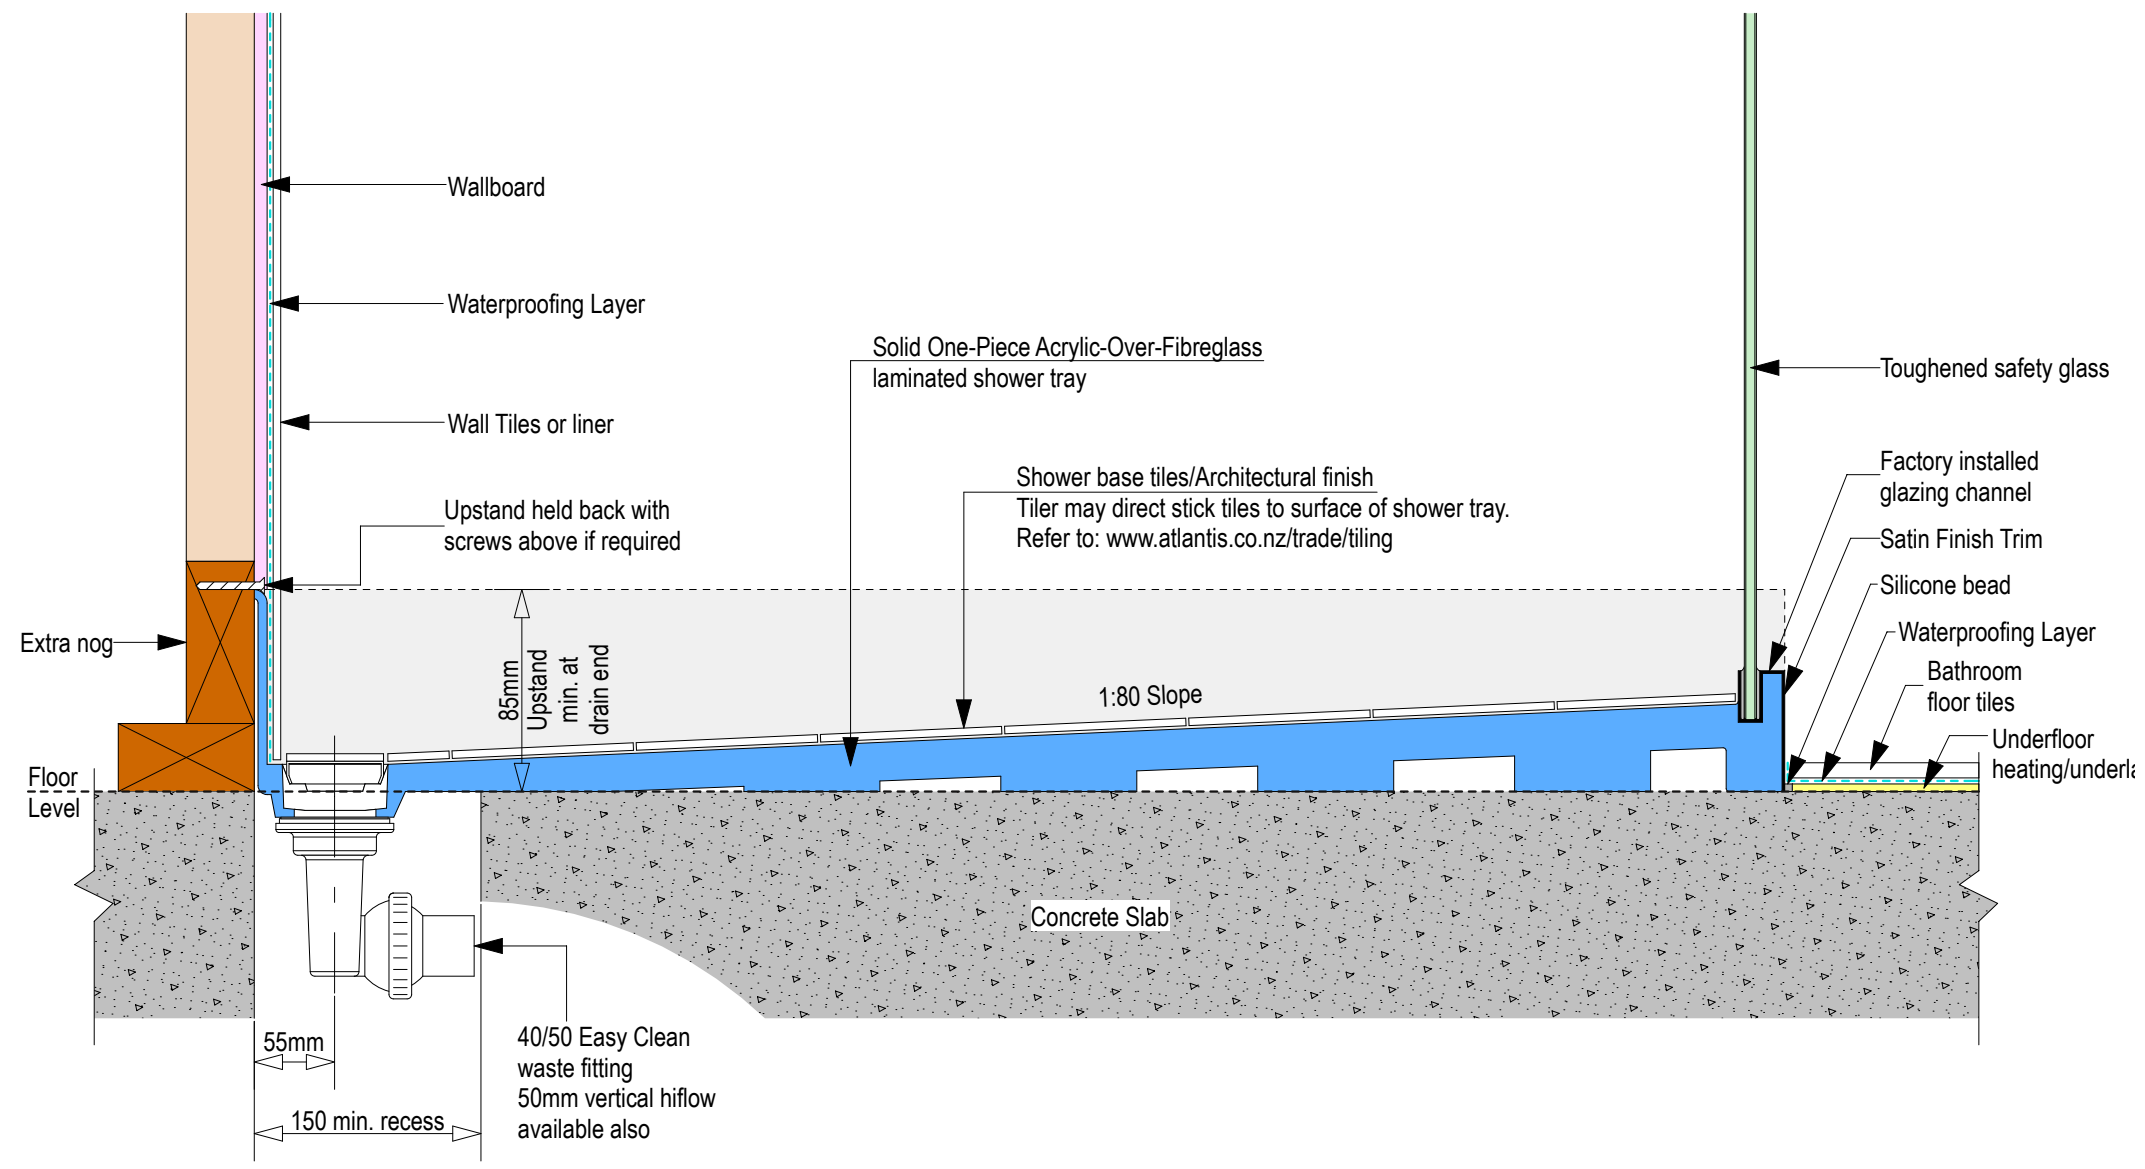 Wallboard
Waterproofing Layer
Wall Tiles or liner
Upstand held back with
screws above if required
Extra nog
Floor
Level
Solid One-Piece Acrylic-Over-Fibreglass
laminated shower tray
Shower base tiles/Architectural finish
Tiler may direct stick tiles to surface of shower tray.
Refer to: www.atlantis.co.nz/trade/tiling
85mm
Upstand
min. at
drain end
1:80 Slope
Toughened safety glass
Factory installed
glazing channel
Satin Finish Trim
Silicone bead
Waterproofing Layer
Bathroom
floor tiles
Underfloor
heating/underla
Concrete Slab
55mm
150 min. recess
40/50 Easy Clean
waste fitting
50mm vertical hiflow
available also